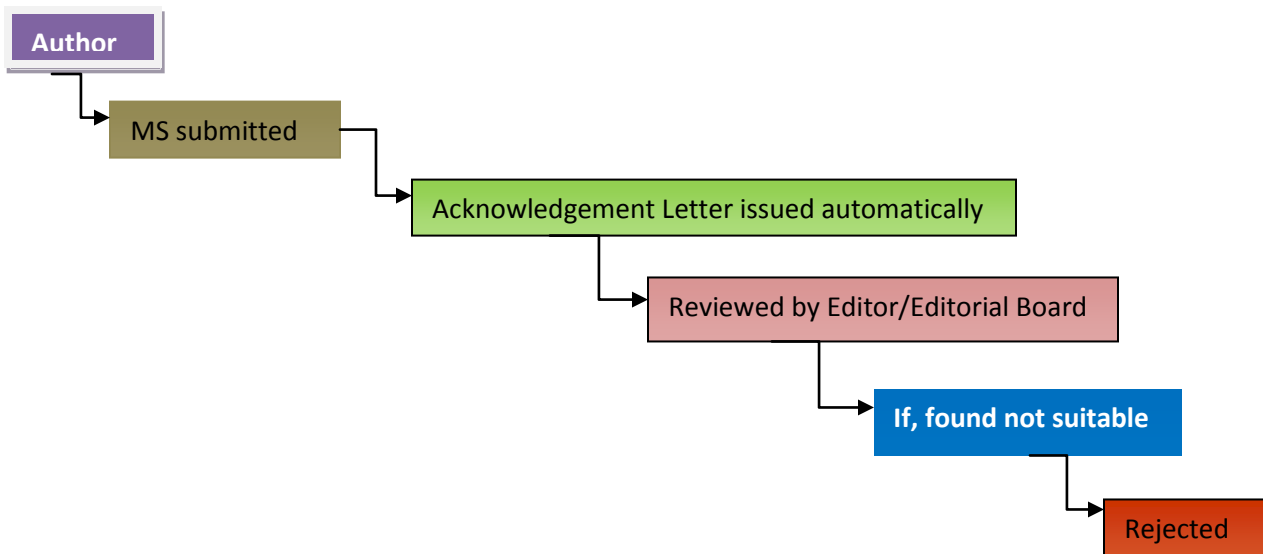 Author
MS submitted
Acknowledgement Letter issued automatically
Reviewed by Editor/Editorial Board
If, found not suitable
Rejected